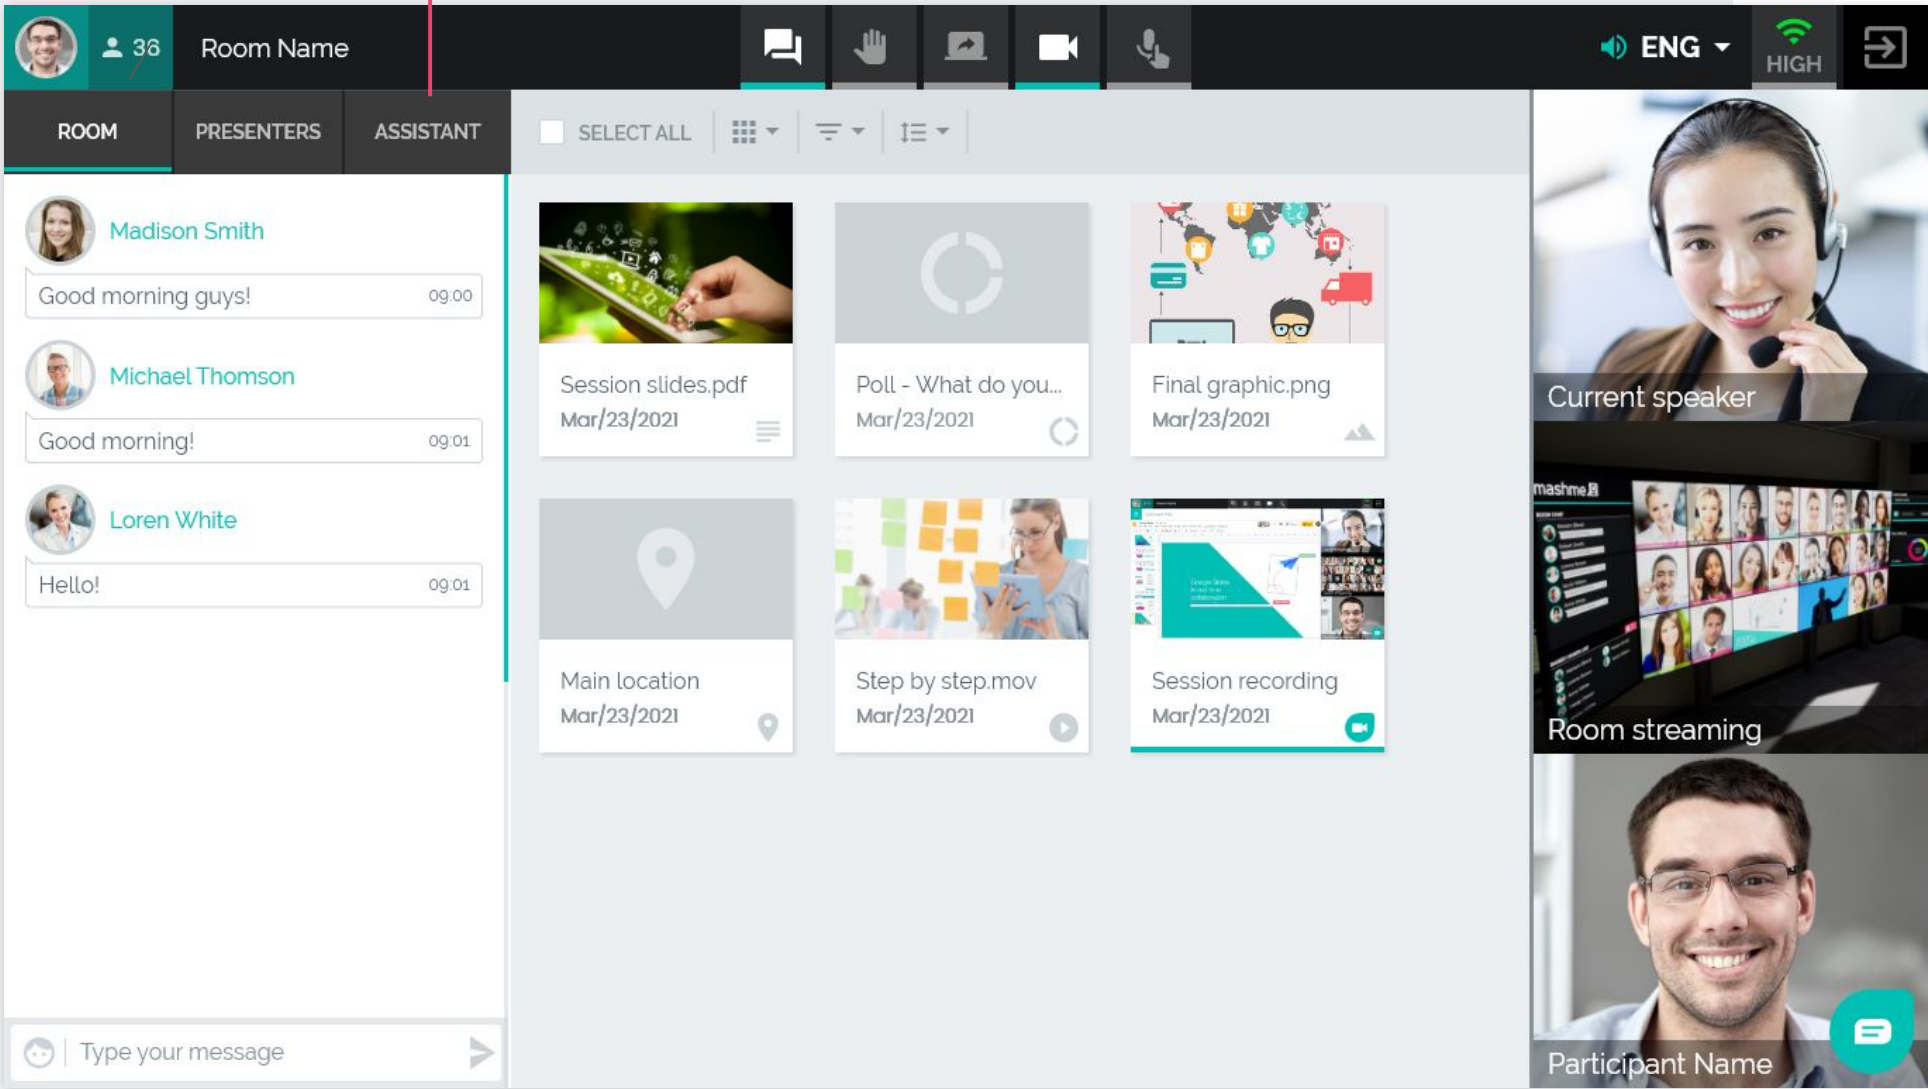 36
Room Name
ENG
HIGH
ROOM
PRESENTERS
ASSISTANT
SELECT ALL
Madison Smith
Good morning guys!
09:00
Michael Thomson
Good morning!
09:01
Loren White
Hello!
09:01
Type your message
Session slides.pdf
Mar/23/2021
Poll - What do you...
Mar/23/2021
Final graphic.png
Mar/23/2021
Main location
Mar/23/2021
Step by step.mov
Mar/23/2021
Session recording
Mar/23/2021
Current speaker
mashme
ROOM CHAT
Room streaming
Participant Name